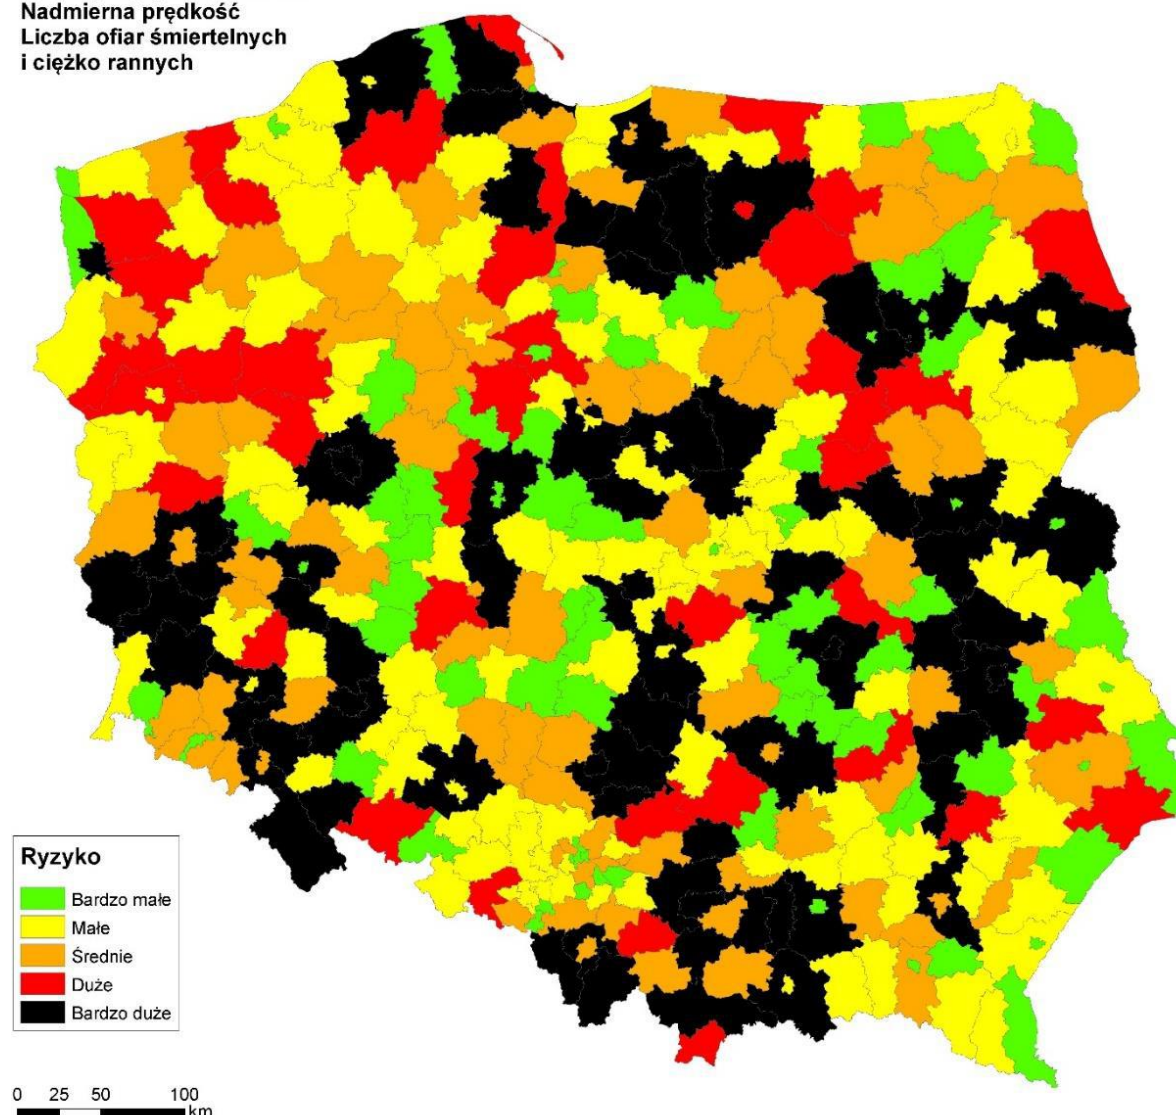 Nadmierna prędkość
Liczba ofiar śmiertelnych
i ciężko rannych
Ryzyko
Bardzo małe
Małe
Średnie
Duże
Bardzo duże
0 25 50 100
km